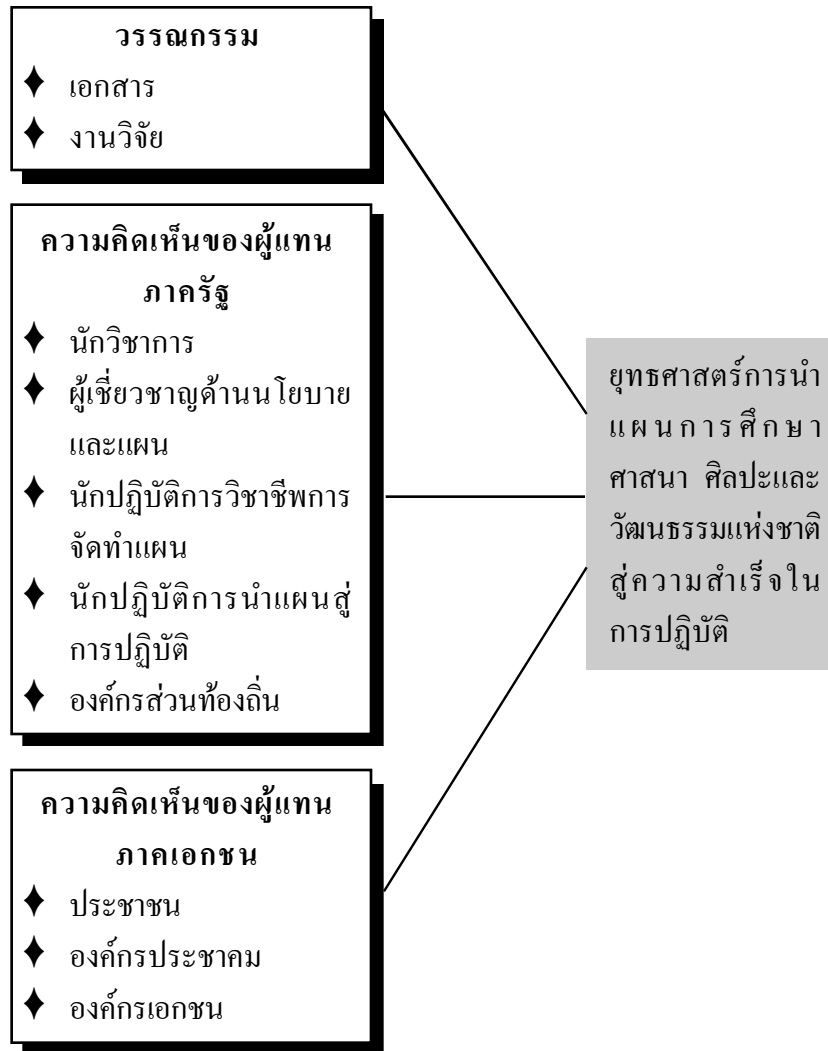 วรรณกรรม
♦ เอกสาร
♦ งานวิจัย
ความคิดเห็นของผู้แทน
ภาครัฐ
♦ นักวิชาการ
♦ ผู้เชี่ยวชาญด้านนโยบาย
และแผน
♦ นักปฏิบัติการวิชาชีพการ
จัดทำแผน
♦ นักปฏิบัติการนำแผนสู่
การปฏิบัติ
♦ องค์กรส่วนท้องถิ่น
ความคิดเห็นของผู้แทน
ภาคเอกชน
♦ ประชาชน
♦ องค์กรประชาคม
♦ องค์กรเอกชน
ยุทธศาสตร์การนำ
แผนการศึกษา
ศาสนา ศิลปะและ
วัฒนธรรมแห่งชาติ
สู่ความสำเร็จใน
การปฏิบัติ